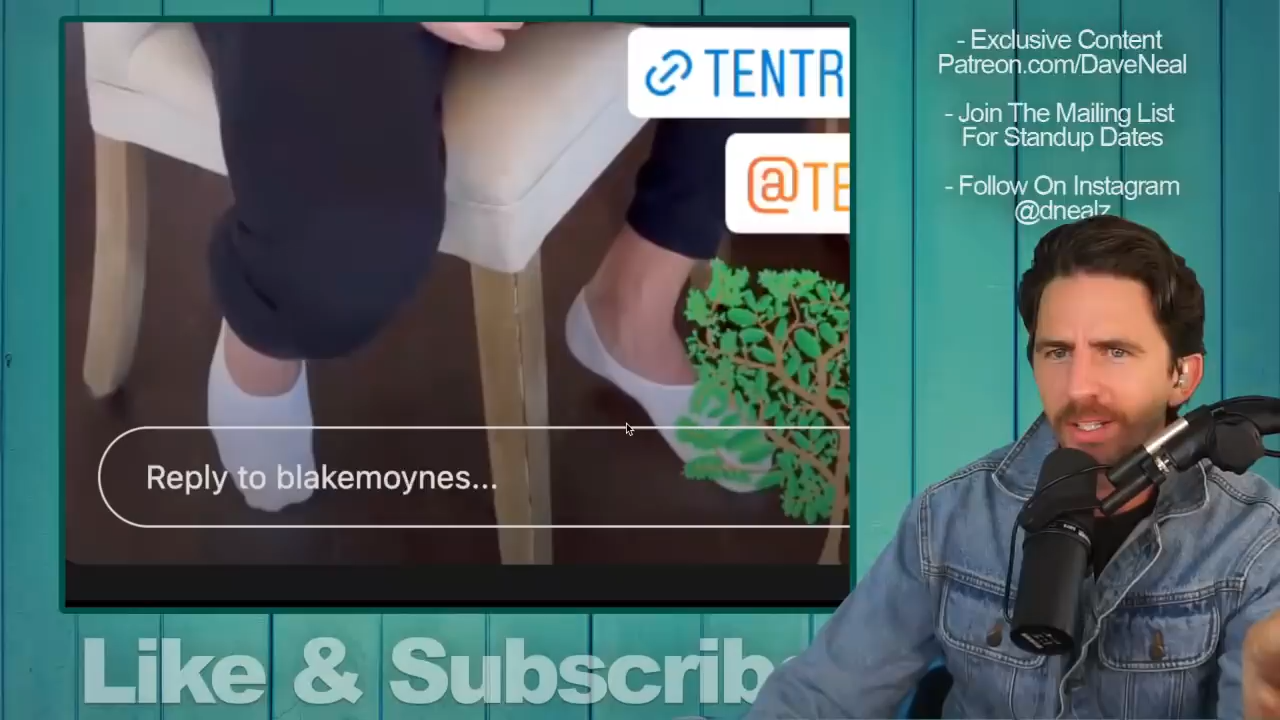 TENTR
@TE
Reply to blakemoynes...
- Exclusive Content
Patreon.com/DaveNeal
- Join The Mailing List
For Standup Dates
- Follow On Instagram
@dnealz
Like & Subscrib